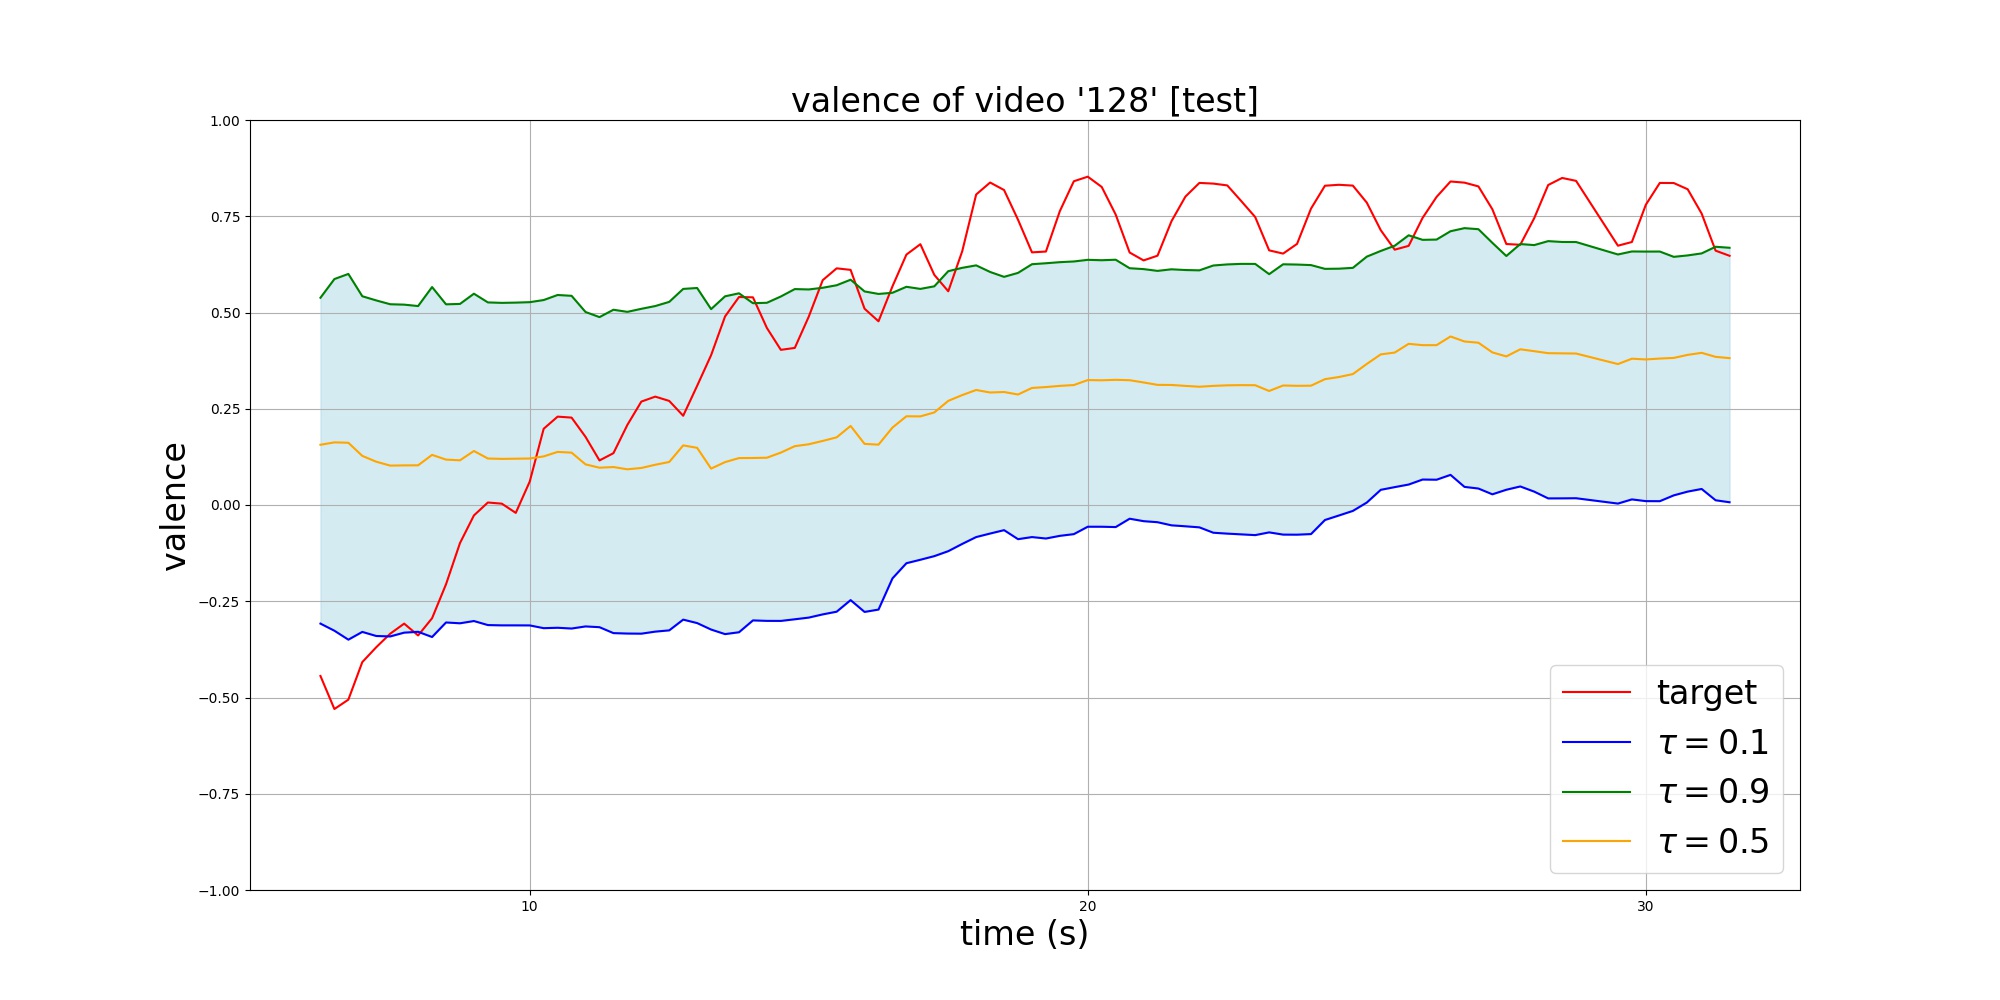 valence of video '128' [test]
1.00
0.75
0.50
0.25
0.00
−0.25
−0.50
−0.75
−1.00
valence
10
20
30
time (s)
target
τ = 0.1
τ = 0.9
τ = 0.5